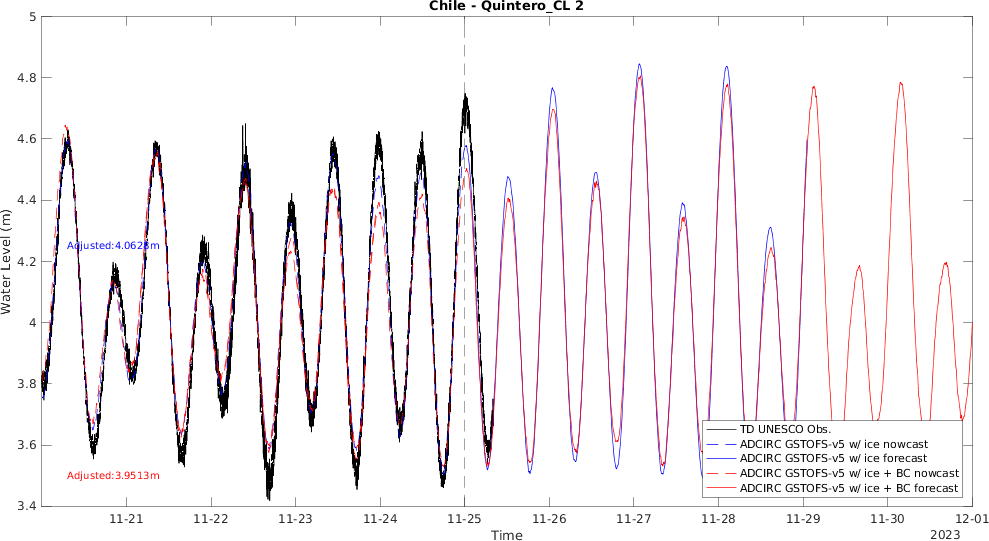 Chile - Quintero_CL 2
Water Level (m)
5
4.8
4.6
4.4
4.2
4
3.8
3.6
3.4
Adjusted:4.0628m
Adjusted:3.9513m
TD UNESCO Obs.
ADCIRC GSTOFS-v5 w/ ice nowcast
ADCIRC GSTOFS-v5 w/ ice forecast
ADCIRC GSTOFS-v5 w/ ice + BC nowcast
ADCIRC GSTOFS-v5 w/ ice + BC forecast
11-21 11-22 11-23 11-24 11-25 11-26 11-27 11-28 11-29 11-30 12-01
Time
2023